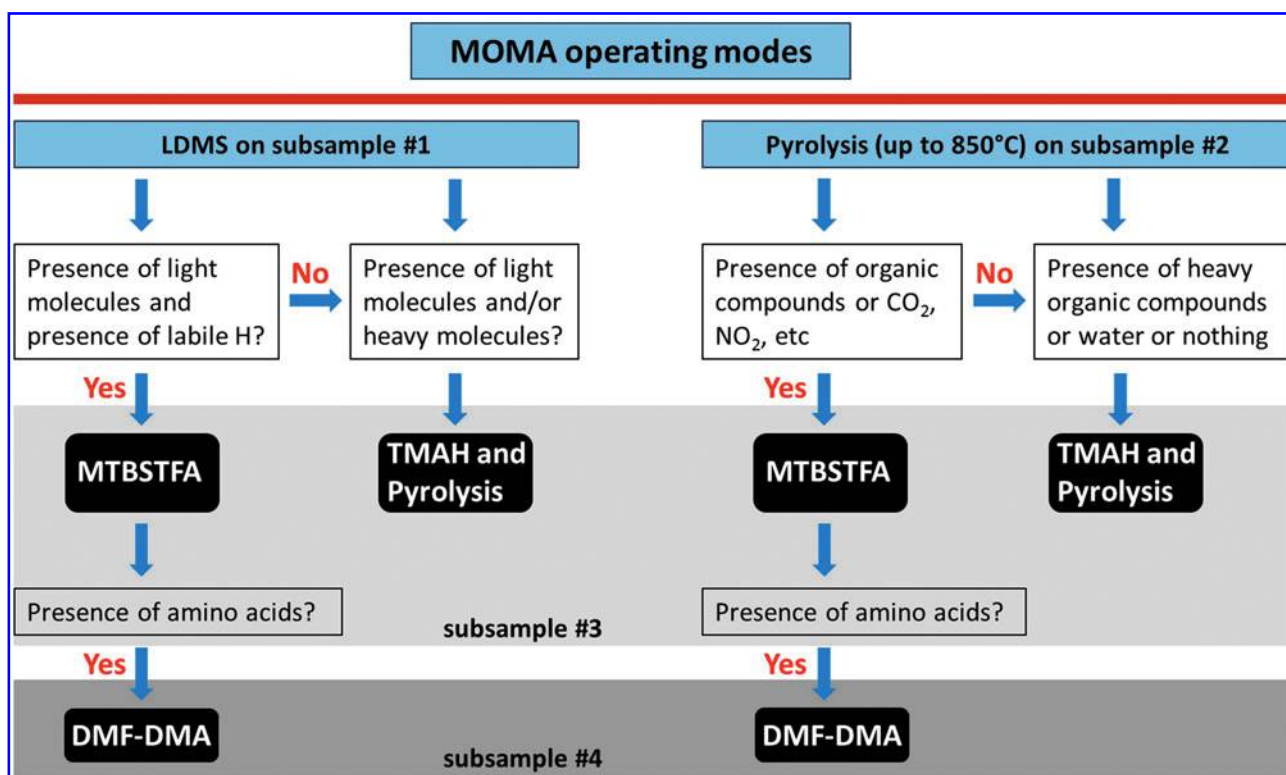 MOMA operating modes
LDMS on subsample #1
Pyrolysis (up to 850°C) on subsample #2
Presence of light
molecules and
presence of labile H?
No
Presence of light
molecules and/or
heavy molecules?
Presence of organic
compounds or CO₂,
NO₂, etc
No
Presence of heavy
organic compounds
or water or nothing
Yes
Yes
MTBSTFA
TMAH and
Pyrolysis
MTBSTFA
TMAH and
Pyrolysis
Presence of amino acids?
Presence of amino acids?
subsample #3
Yes
Yes
DMF-DMA
DMF-DMA
subsample #4